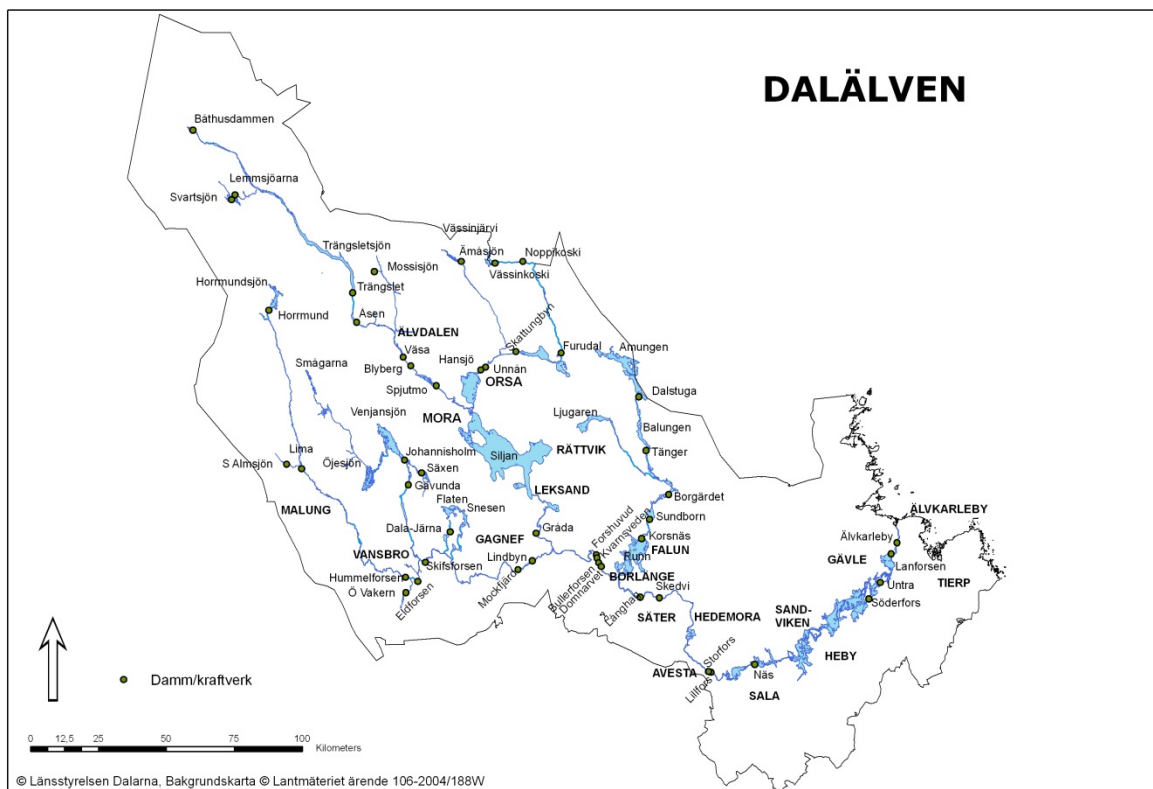 DALÄLVEN
Båthusdammen
Lemmsjöarna
Svartsjön
Vässinjärvi
Trängsletsjön
Ämåsjön
Noppikoski
Mossisjön
Vässinkoski
Horrmundsjön
Trängslet
Horrmund
Åsen
ÄLVDALEN
Skattungbyn
Väsa
Hansjö
Unnån
Furudal
Amungen
Smågarna
Blyberg
ORSA
Spjutmo
Dalstuga
Venjansjön
MORA
Ljugaren
Balungen
Lima
Johannisholm
Siljan
RÄTTVIK
Tänger
S Almsjön
Öjesjön
Säxen
Gävunda
LEKSAND
Borgärdet
Flaten
Snesen
MALUNG
Sundborn
ÄLVKARLEBY
Dala-Järna
GAGNEF
Gråda
Forshuvud
Kvarnsveden
Korsnäs
Älvkarleby
VANSBRO
Lindbyn
Runn
FALUN
GÄVLE
Lanforsen
Skifsforsen
Mockfjärd
Bullerforsen
Domnarvet
BORLÄNGE
TIERP
Hummelforsen
Eldforsen
Skedvi
Untra
Ö Vakern
Långhag
Söderfors
SÄTER
HEDEMORA
SAND-
VIKEN
HEBY
Storfors
AVESTA
Lillfors
Näs
SALA
Damm/kraftverk
0 12,5 25 50 75 100
Kilometers
© Länsstyrelsen Dalarna, Bakgrundskarta © Lantmäteriet ärende 106-2004/188W